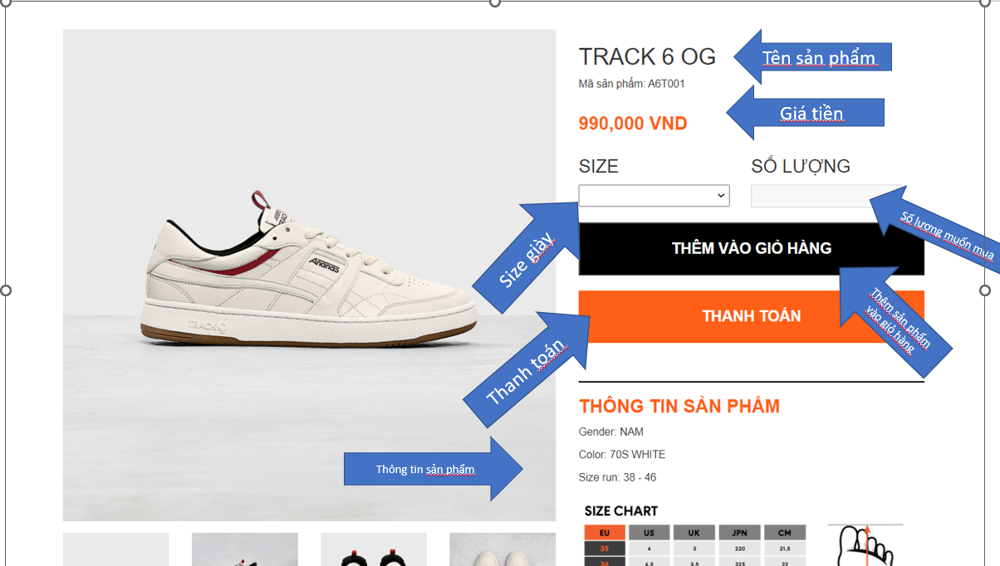 TRACK 6 OG
Tên sản phẩm
Mã sản phẩm: A6T001
Giá tiền
990,000 VND
SIZE
SỐ LƯỢNG
Số lượng muốn mua
Size giày
THÊM VÀO GIỎ HÀNG
Thêm sản phẩm
vào giỏ hàng
THANH TOÁN
Thanh toán
Ananas
TRACK 6
THÔNG TIN SẢN PHẨM
Gender: NAM
Color: 70S WHITE
Size run: 38 - 46
Thông tin sản phẩm
SIZE CHART
EU US UK JPN CM
35 4 3 220 21.5
36 4.5 3.5 225 22